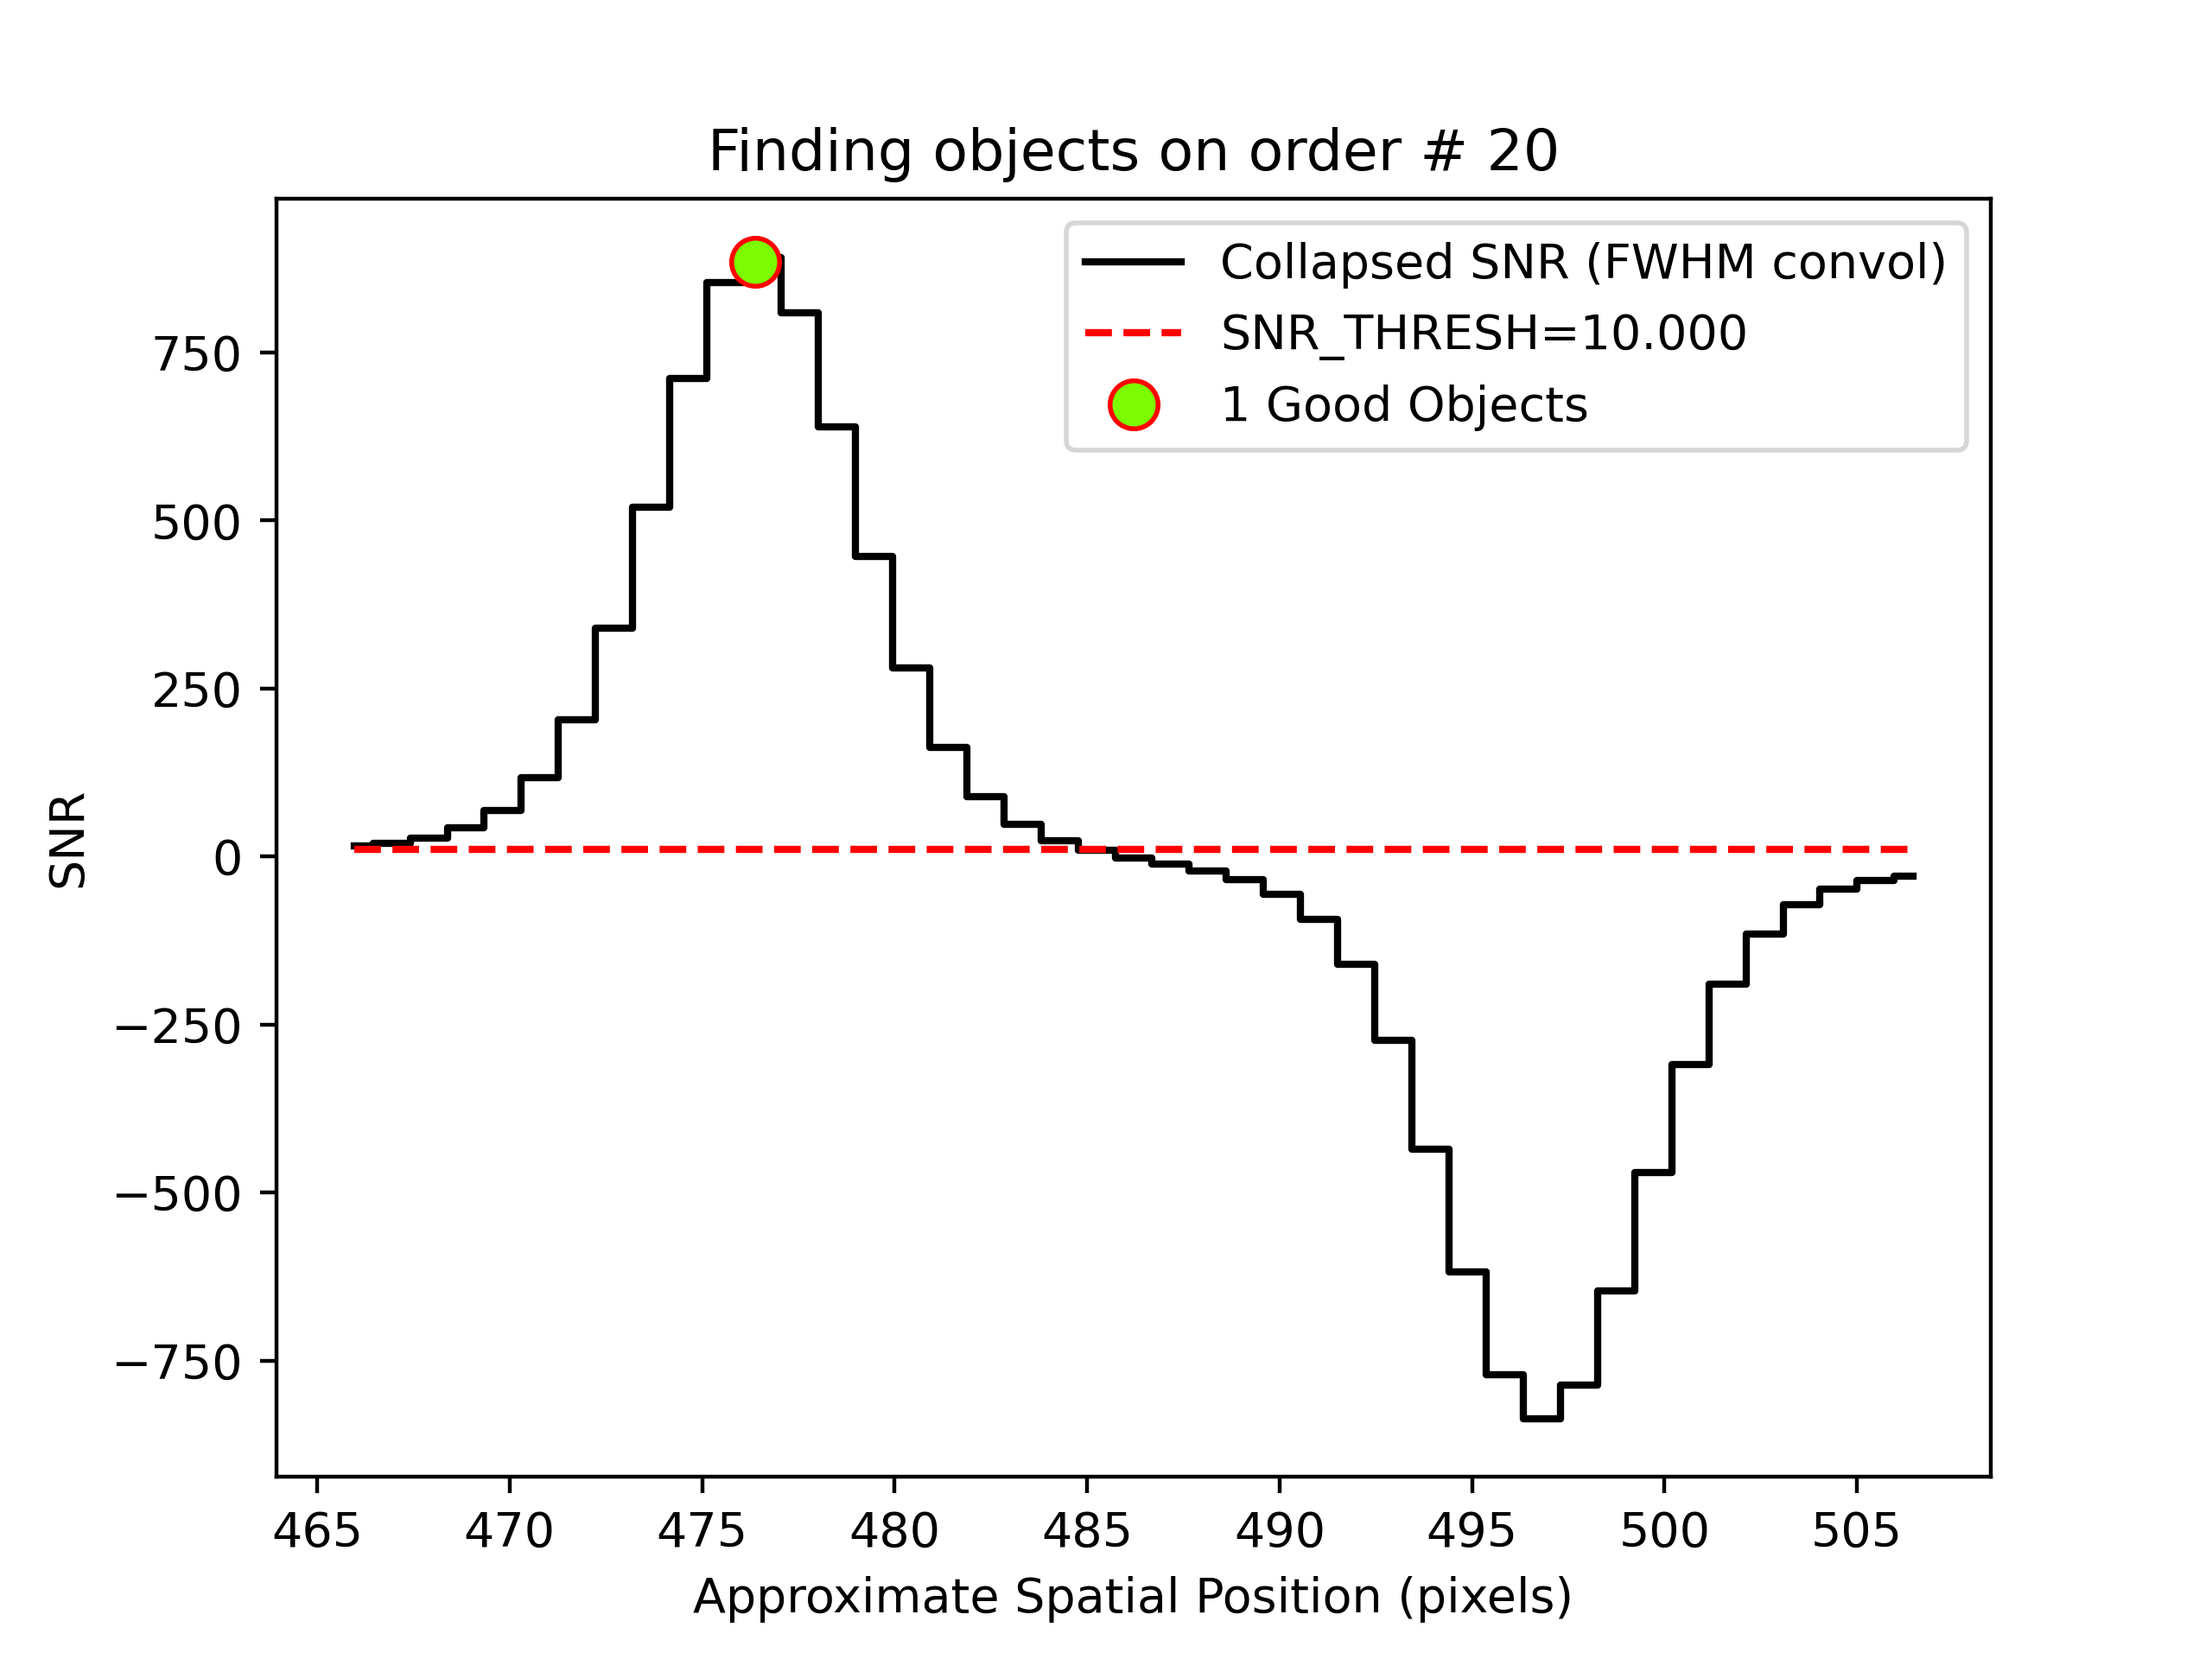 Finding objects on order # 20
Collapsed SNR (FWHM convol)
SNR_THRESH=10.000
1 Good Objects
SNR
750
500
250
0
−250
−500
−750
465 470 475 480 485 490 495 500 505
Approximate Spatial Position (pixels)